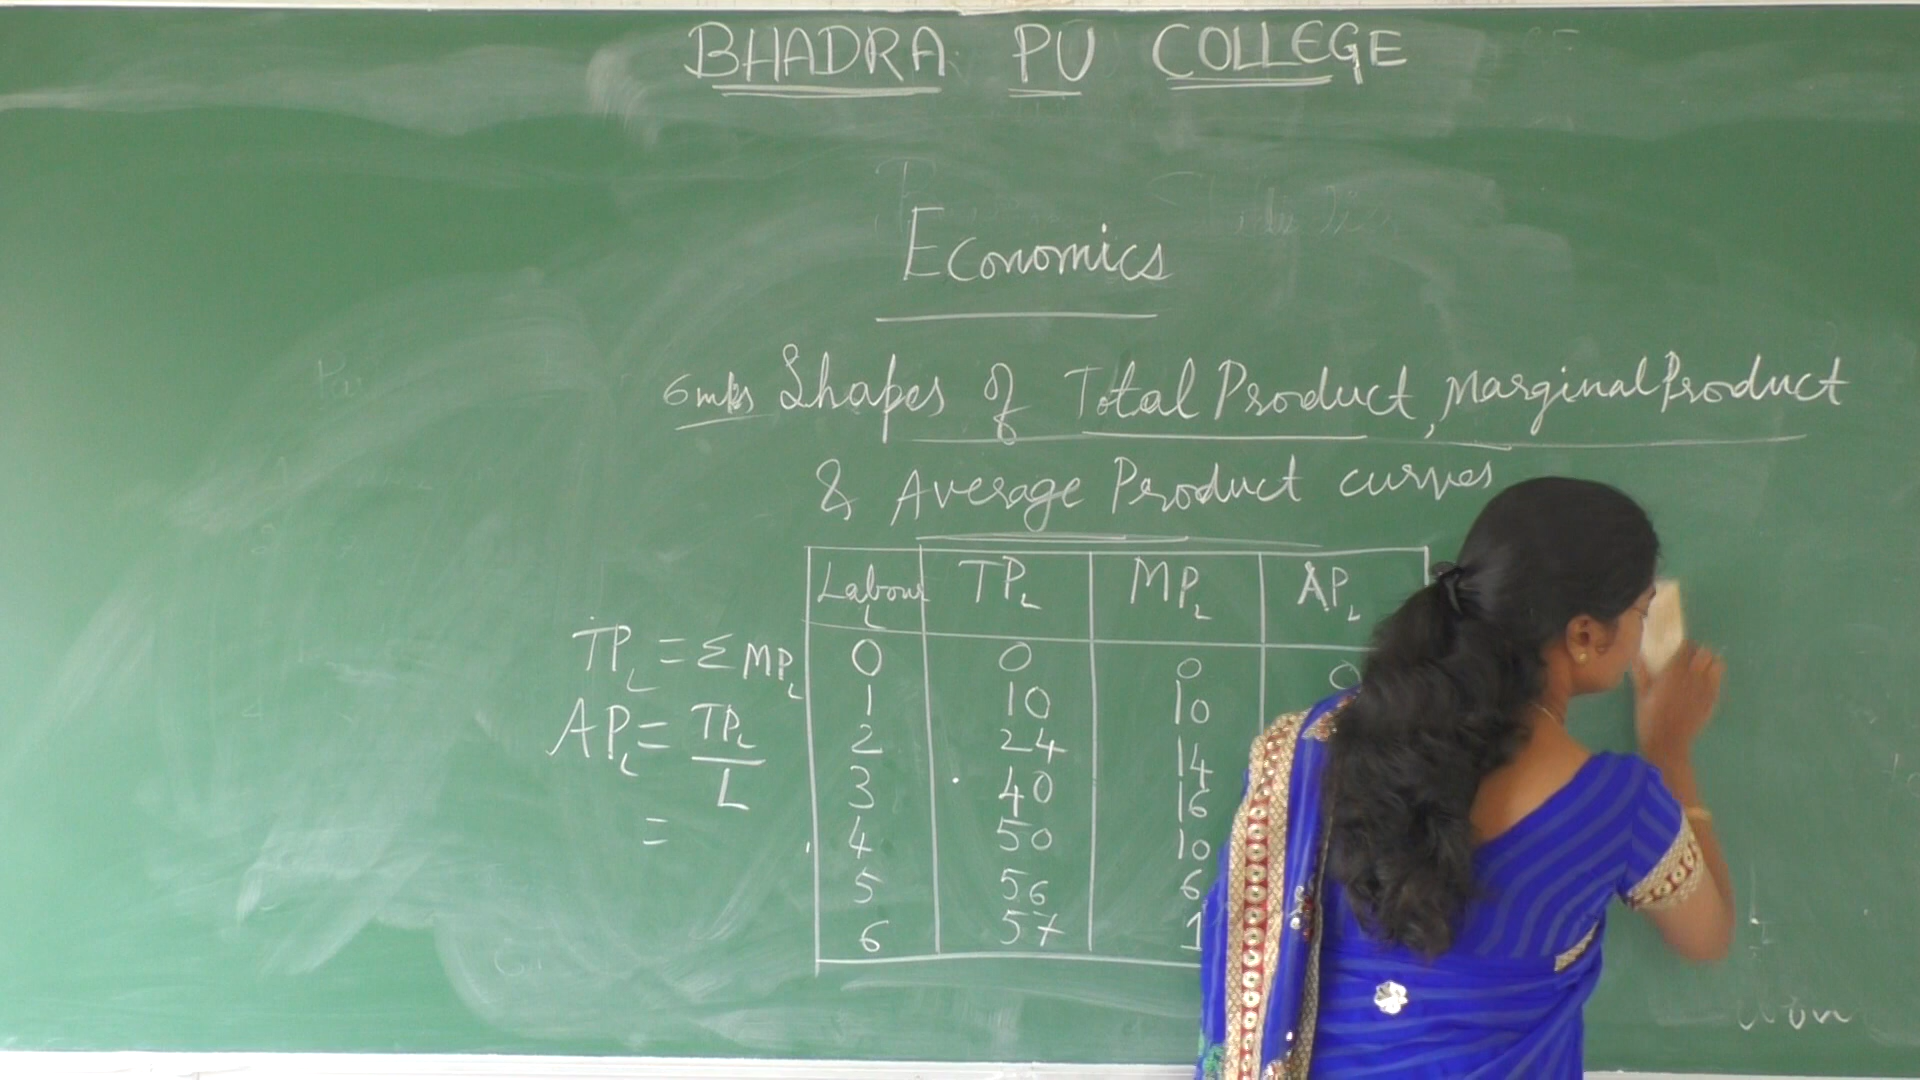 BHADRA PU COLLEGE
Economics
6mks Shapes of Total Product, Marginal Product
& Average Product curves
Labour L TPL MPL APL
TPL = Σ MPL
APL = TPL / L
=
0 0 0 0
1 10 10
2 24 14
3 40 16
4 50 10
5 56 6
6 57 1